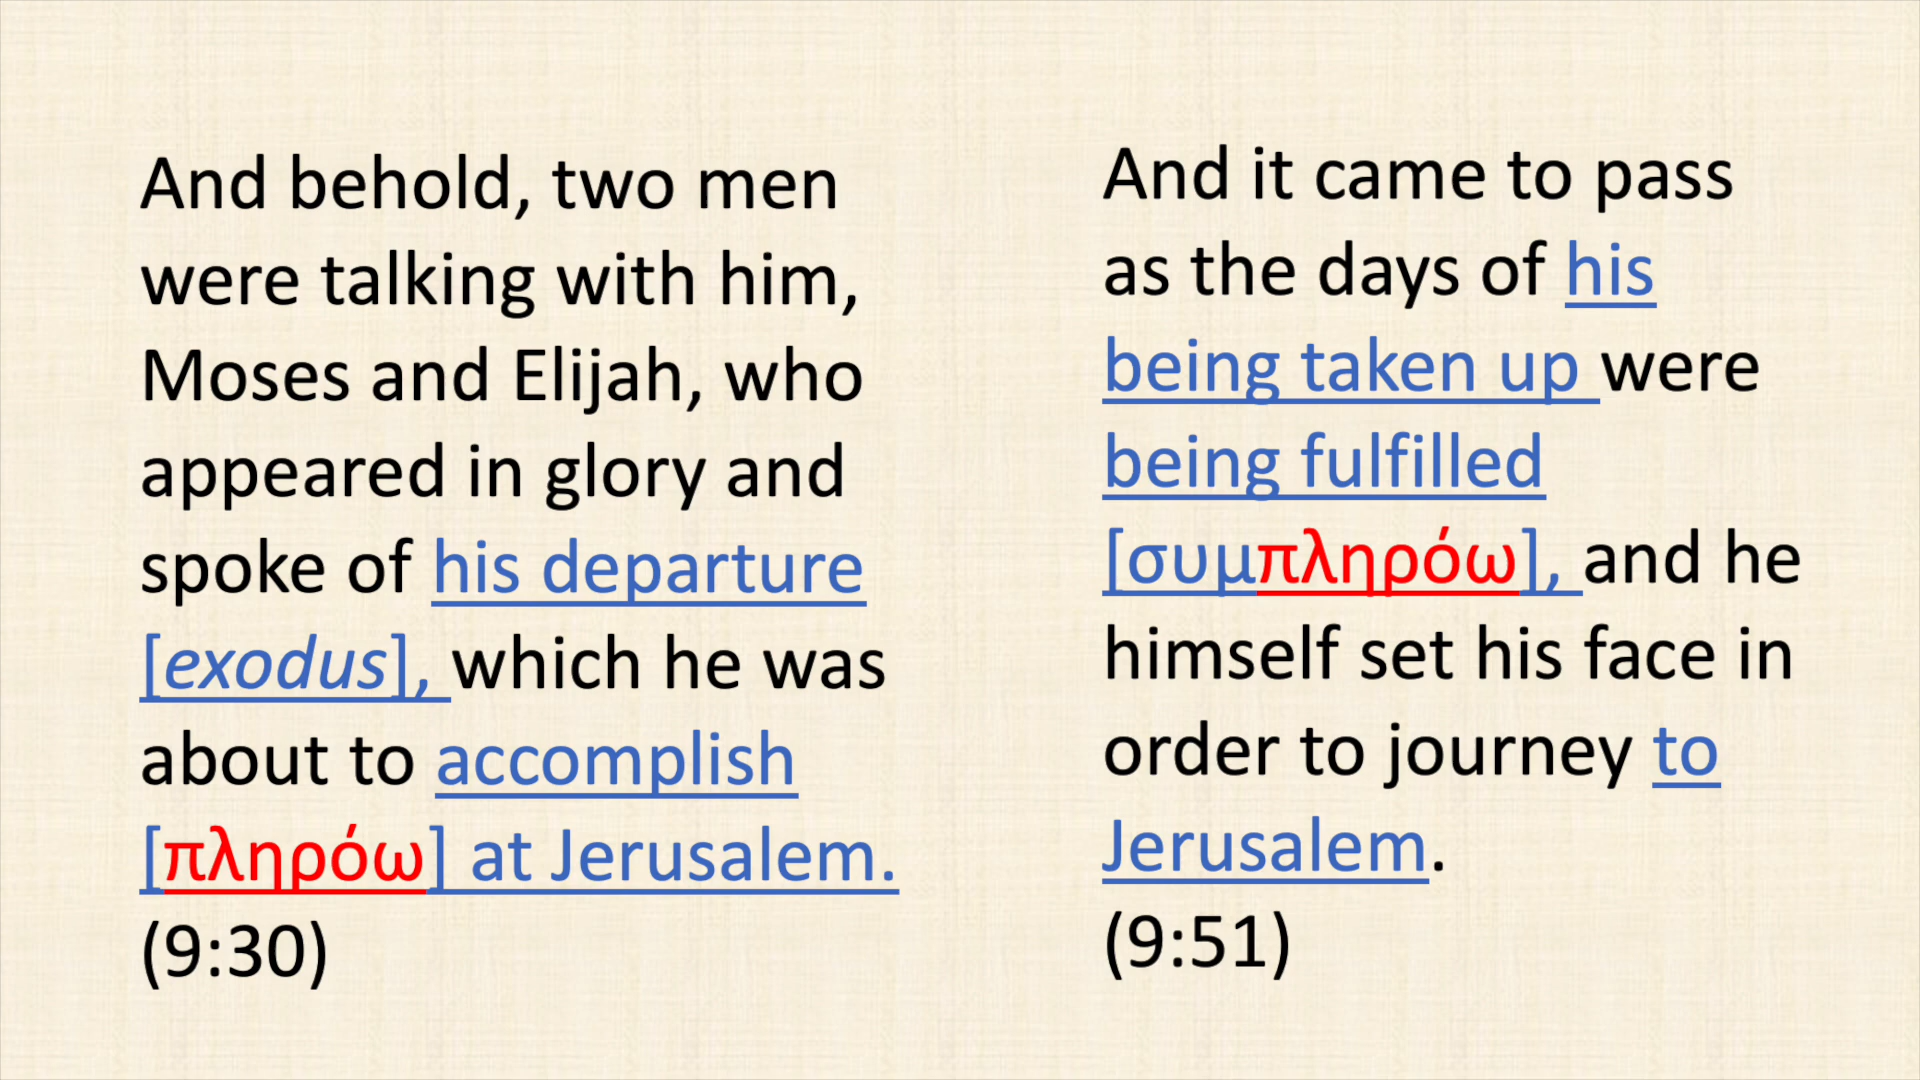 And behold, two men
were talking with him,
Moses and Elijah, who
appeared in glory and
spoke of his departure
[exodus], which he was
about to accomplish
[πληρόω] at Jerusalem.
(9:30)
And it came to pass
as the days of his
being taken up were
being fulfilled
[συμπληρόω], and he
himself set his face in
order to journey to
Jerusalem.
(9:51)